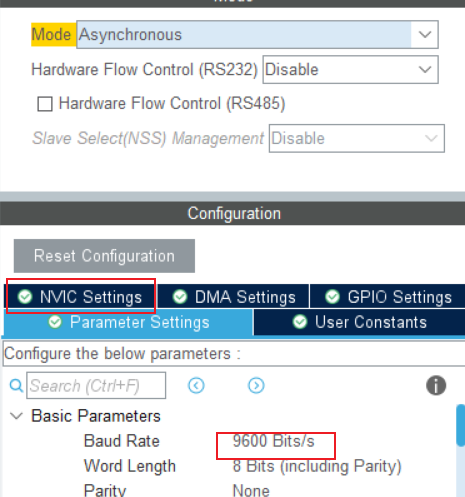 Mode
Mode Asynchronous
Hardware Flow Control (RS232) Disable
Hardware Flow Control (RS485)
Slave Select(NSS) Management Disable
Configuration
Reset Configuration
NVIC Settings DMA Settings GPIO Settings
Parameter Settings User Constants
Configure the below parameters :
Search (Ctrl+F)
Basic Parameters
Baud Rate 9600 Bits/s
Word Length 8 Bits (including Parity)
Parity None